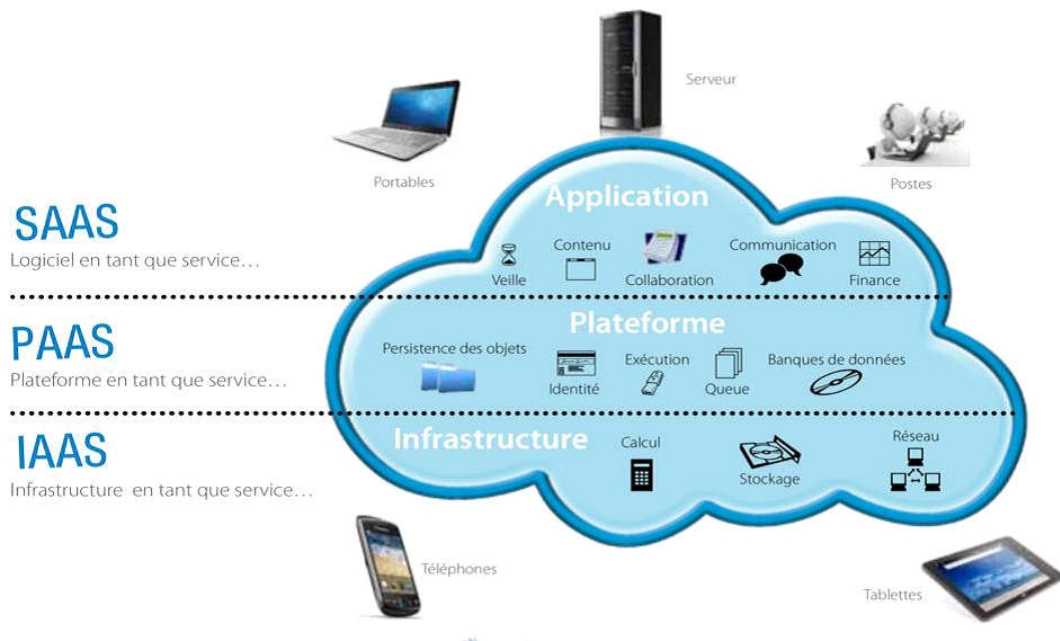 Serveur
Portables
Postes
Application
SAAS
Logiciel en tant que service…
Contenu
Communication
Veille
Collaboration
Finance
Plateforme
PAAS
Plateforme en tant que service…
Persistence des objets
Exécution
Banques de données
Identité
Queue
Infrastructure
IAAS
Infrastructure en tant que service…
Calcul
Réseau
Stockage
Téléphones
Tablettes